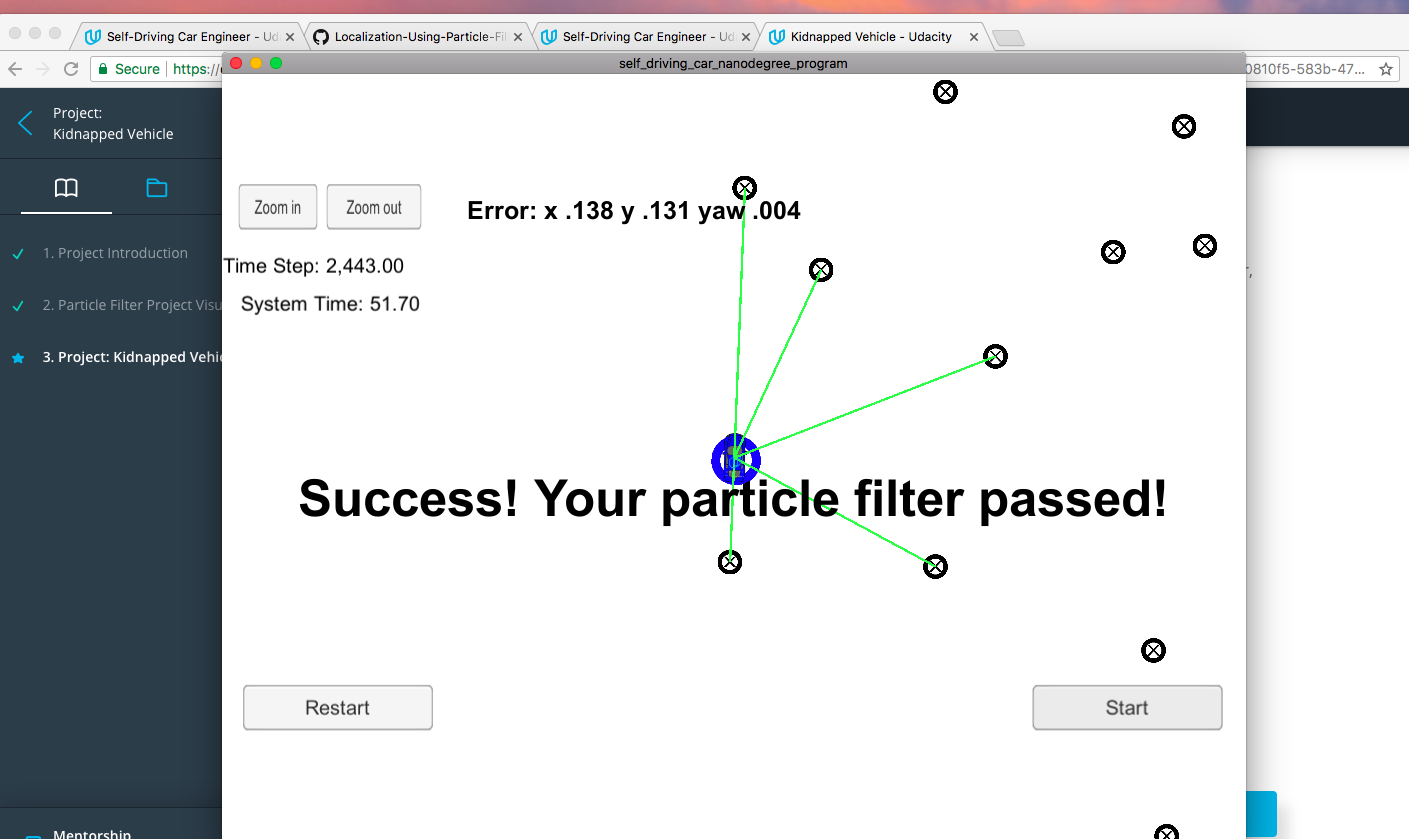 Self-Driving Car Engineer - Ud
Localization-Using-Particle-Fil
Self-Driving Car Engineer - Ud
Kidnapped Vehicle - Udacity
Secure
https://
0810f5-583b-47...
self_driving_car_nanodegree_program
Project:
Kidnapped Vehicle
Zoom in
Zoom out
Error: x .138 y .131 yaw .004
1. Project Introduction
Time Step: 2,443.00
2. Particle Filter Project Visu
System Time: 51.70
3. Project: Kidnapped Vehic
Success! Your particle filter passed!
Restart
Start
Mentorship